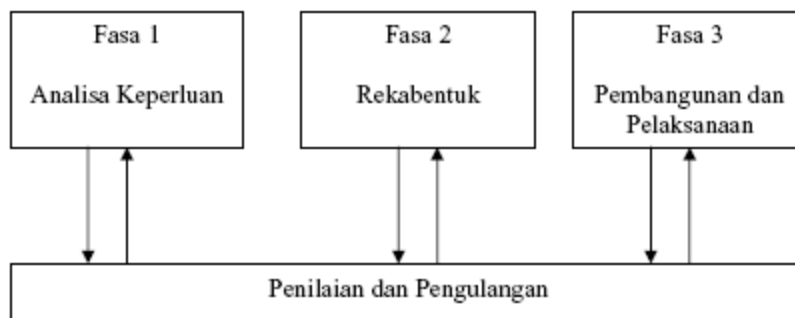 Fasa 1
Analisa Keperluan
Fasa 2
Rekabentuk
Fasa 3
Pembangunan dan
Pelaksanaan
Penilaian dan Pengulangan